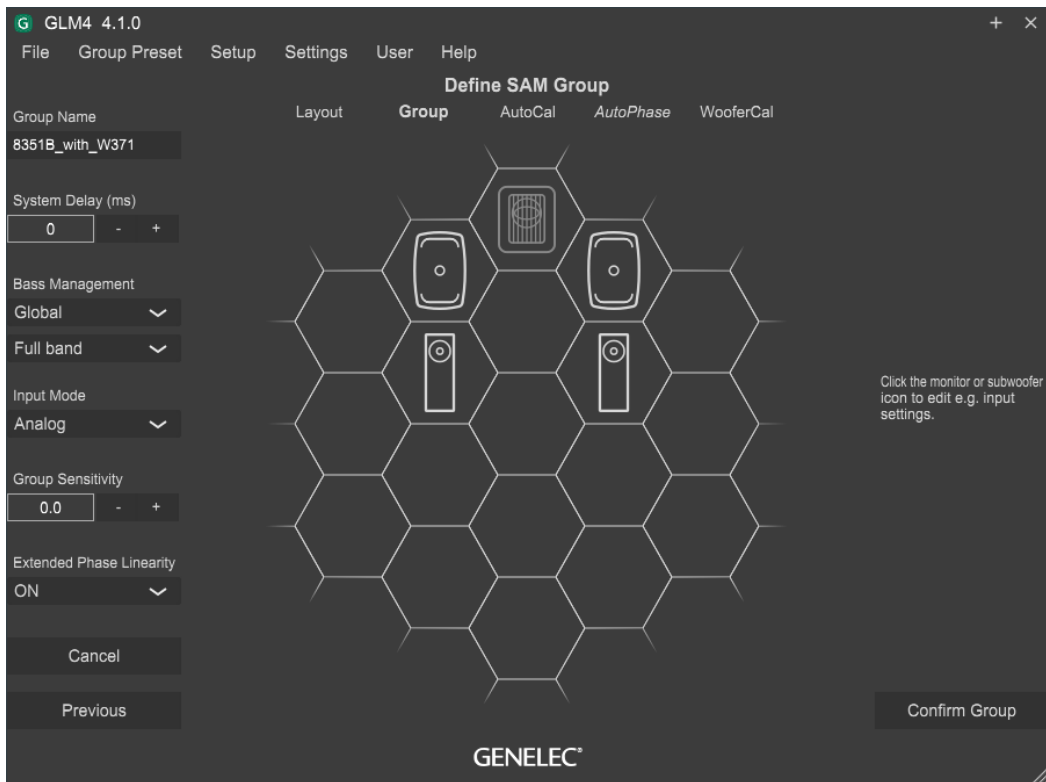 G GLM4 4.1.0
File Group Preset Setup Settings User Help
Define SAM Group
Layout Group AutoCal AutoPhase WooferCal
Group Name
8351B_with_W371
System Delay (ms)
0 - +
Bass Management
Global
Full band
Input Mode
Analog
Group Sensitivity
0.0 - +
Extended Phase Linearity
ON
Cancel
Previous
Click the monitor or subwoofer
icon to edit e.g. input
settings.
Confirm Group
GENELEC®